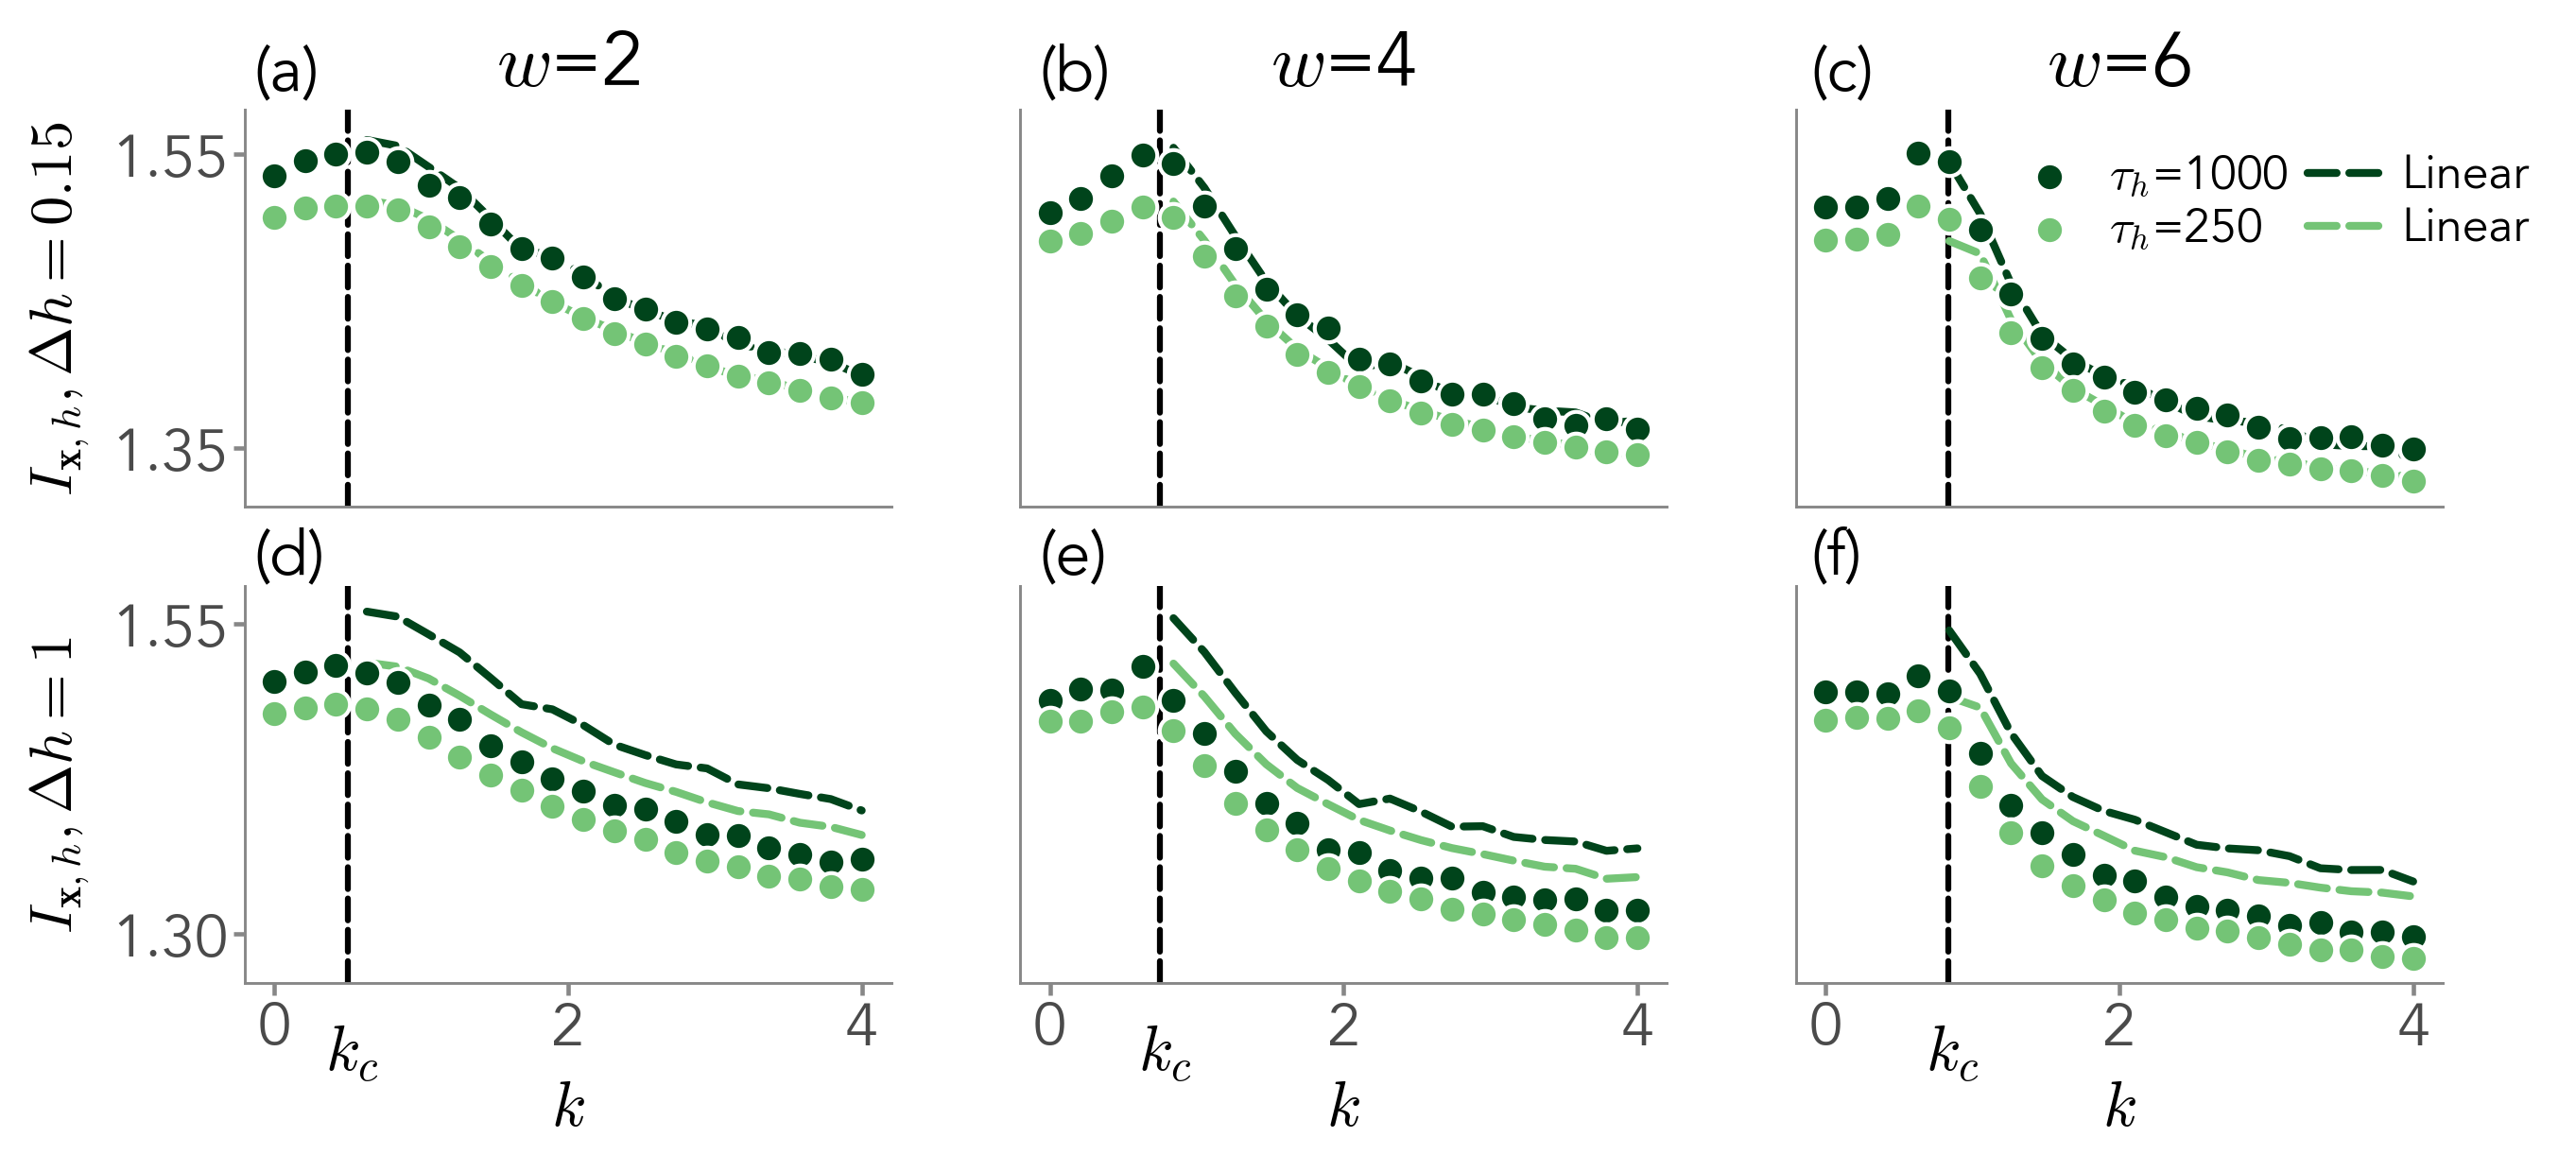 (a) w=2
(b) w=4
(c) w=6
I_{x,h}, Δh=0.15
1.55
1.35
τ_h=1000 Linear
τ_h=250 Linear
(d)
(e)
(f)
I_{x,h}, Δh=1
1.55
1.30
0 2 4
0 2 4
0 2 4
k_c
k_c
k_c
k
k
k